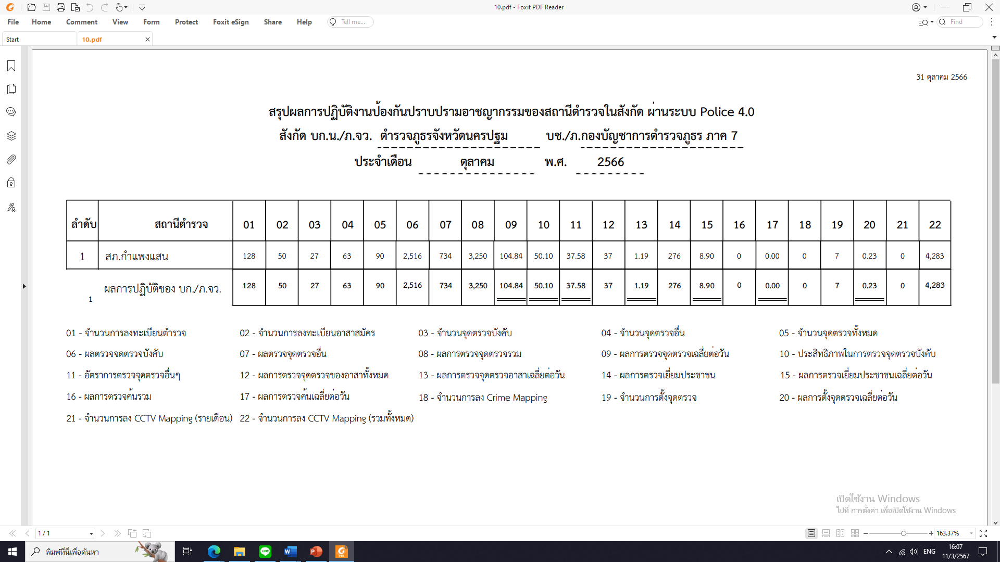 10.pdf - Foxit PDF Reader
File Home Comment View Form Protect Foxit eSign Share Help Tell me... Find
Start 10.pdf
31 ตุลาคม 2566
สรุปผลการปฏิบัติงานป้องกันปราบปรามอาชญากรรมของสถานีตำรวจในสังกัด ผ่านระบบ Police 4.0
สังกัด บก.น./ภ.จว. ตำรวจภูธรจังหวัดนครปฐม บช./ภ.กองบัญชาการตำรวจภูธร ภาค 7
ประจำเดือน ตุลาคม พ.ศ. 2566
ลำดับ สถานีตำรวจ 01 02 03 04 05 06 07 08 09 10 11 12 13 14 15 16 17 18 19 20 21 22
1 สภ.กำแพงแสน 128 50 27 63 90 2,516 734 3,250 104.84 50.10 37.58 37 1.19 276 8.90 0 0.00 0 7 0.23 0 4,283
1 ผลการปฏิบัติของ บก./ภ.จว. 128 50 27 63 90 2,516 734 3,250 104.84 50.10 37.58 37 1.19 276 8.90 0 0.00 0 7 0.23 0 4,283
01 - จำนวนการลงทะเบียนตำรวจ 02 - จำนวนการลงทะเบียนอาสาสมัคร 03 - จำนวนจุดตรวจบังคับ 04 - จำนวนจุดตรวจอื่น 05 - จำนวนจุดตรวจทั้งหมด
06 - ผลตรวจจดตรวจบังคับ 07 - ผลตรวจจุดตรวจอื่น 08 - ผลการตรวจจุดตรวจรวม 09 - ผลการตรวจจุดตรวจเฉลี่ยต่อวัน 10 - ประสิทธิภาพในการตรวจจุดตรวจบังคับ
11 - อัตราการตรวจจุดตรวจอื่นๆ 12 - ผลการตรวจจุดตรวจของอาสาทั้งหมด 13 - ผลการตรวจจุดตรวจอาสาเฉลี่ยต่อวัน 14 - ผลการตรวจเยี่ยมประชาชน 15 - ผลการตรวจเยี่ยมประชาชนเฉลี่ยต่อวัน
16 - ผลการตรวจค้นรวม 17 - ผลการตรวจค้นเฉลี่ยต่อวัน 18 - จำนวนการลง Crime Mapping 19 - จำนวนการตั้งจุดตรวจ 20 - ผลการตั้งจุดตรวจเฉลี่ยต่อวัน
21 - จำนวนการลง CCTV Mapping (รายเดือน) 22 - จำนวนการลง CCTV Mapping (รวมทั้งหมด)
เปิดใช้งาน Windows
ไปที่ การตั้งค่า เพื่อเปิดใช้งาน Windows
1 / 1 163.37%
พิมพ์ที่นี่เพื่อค้นหา ENG 16:07
11/3/2567